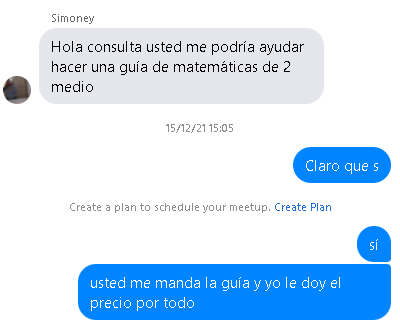 Simoney
Hola consulta usted me podría ayudar
hacer una guía de matemáticas de 2
medio
15/12/21 15:05
Claro que s
Create a plan to schedule your meetup. Create Plan
sí
usted me manda la guía y yo le doy el
precio por todo